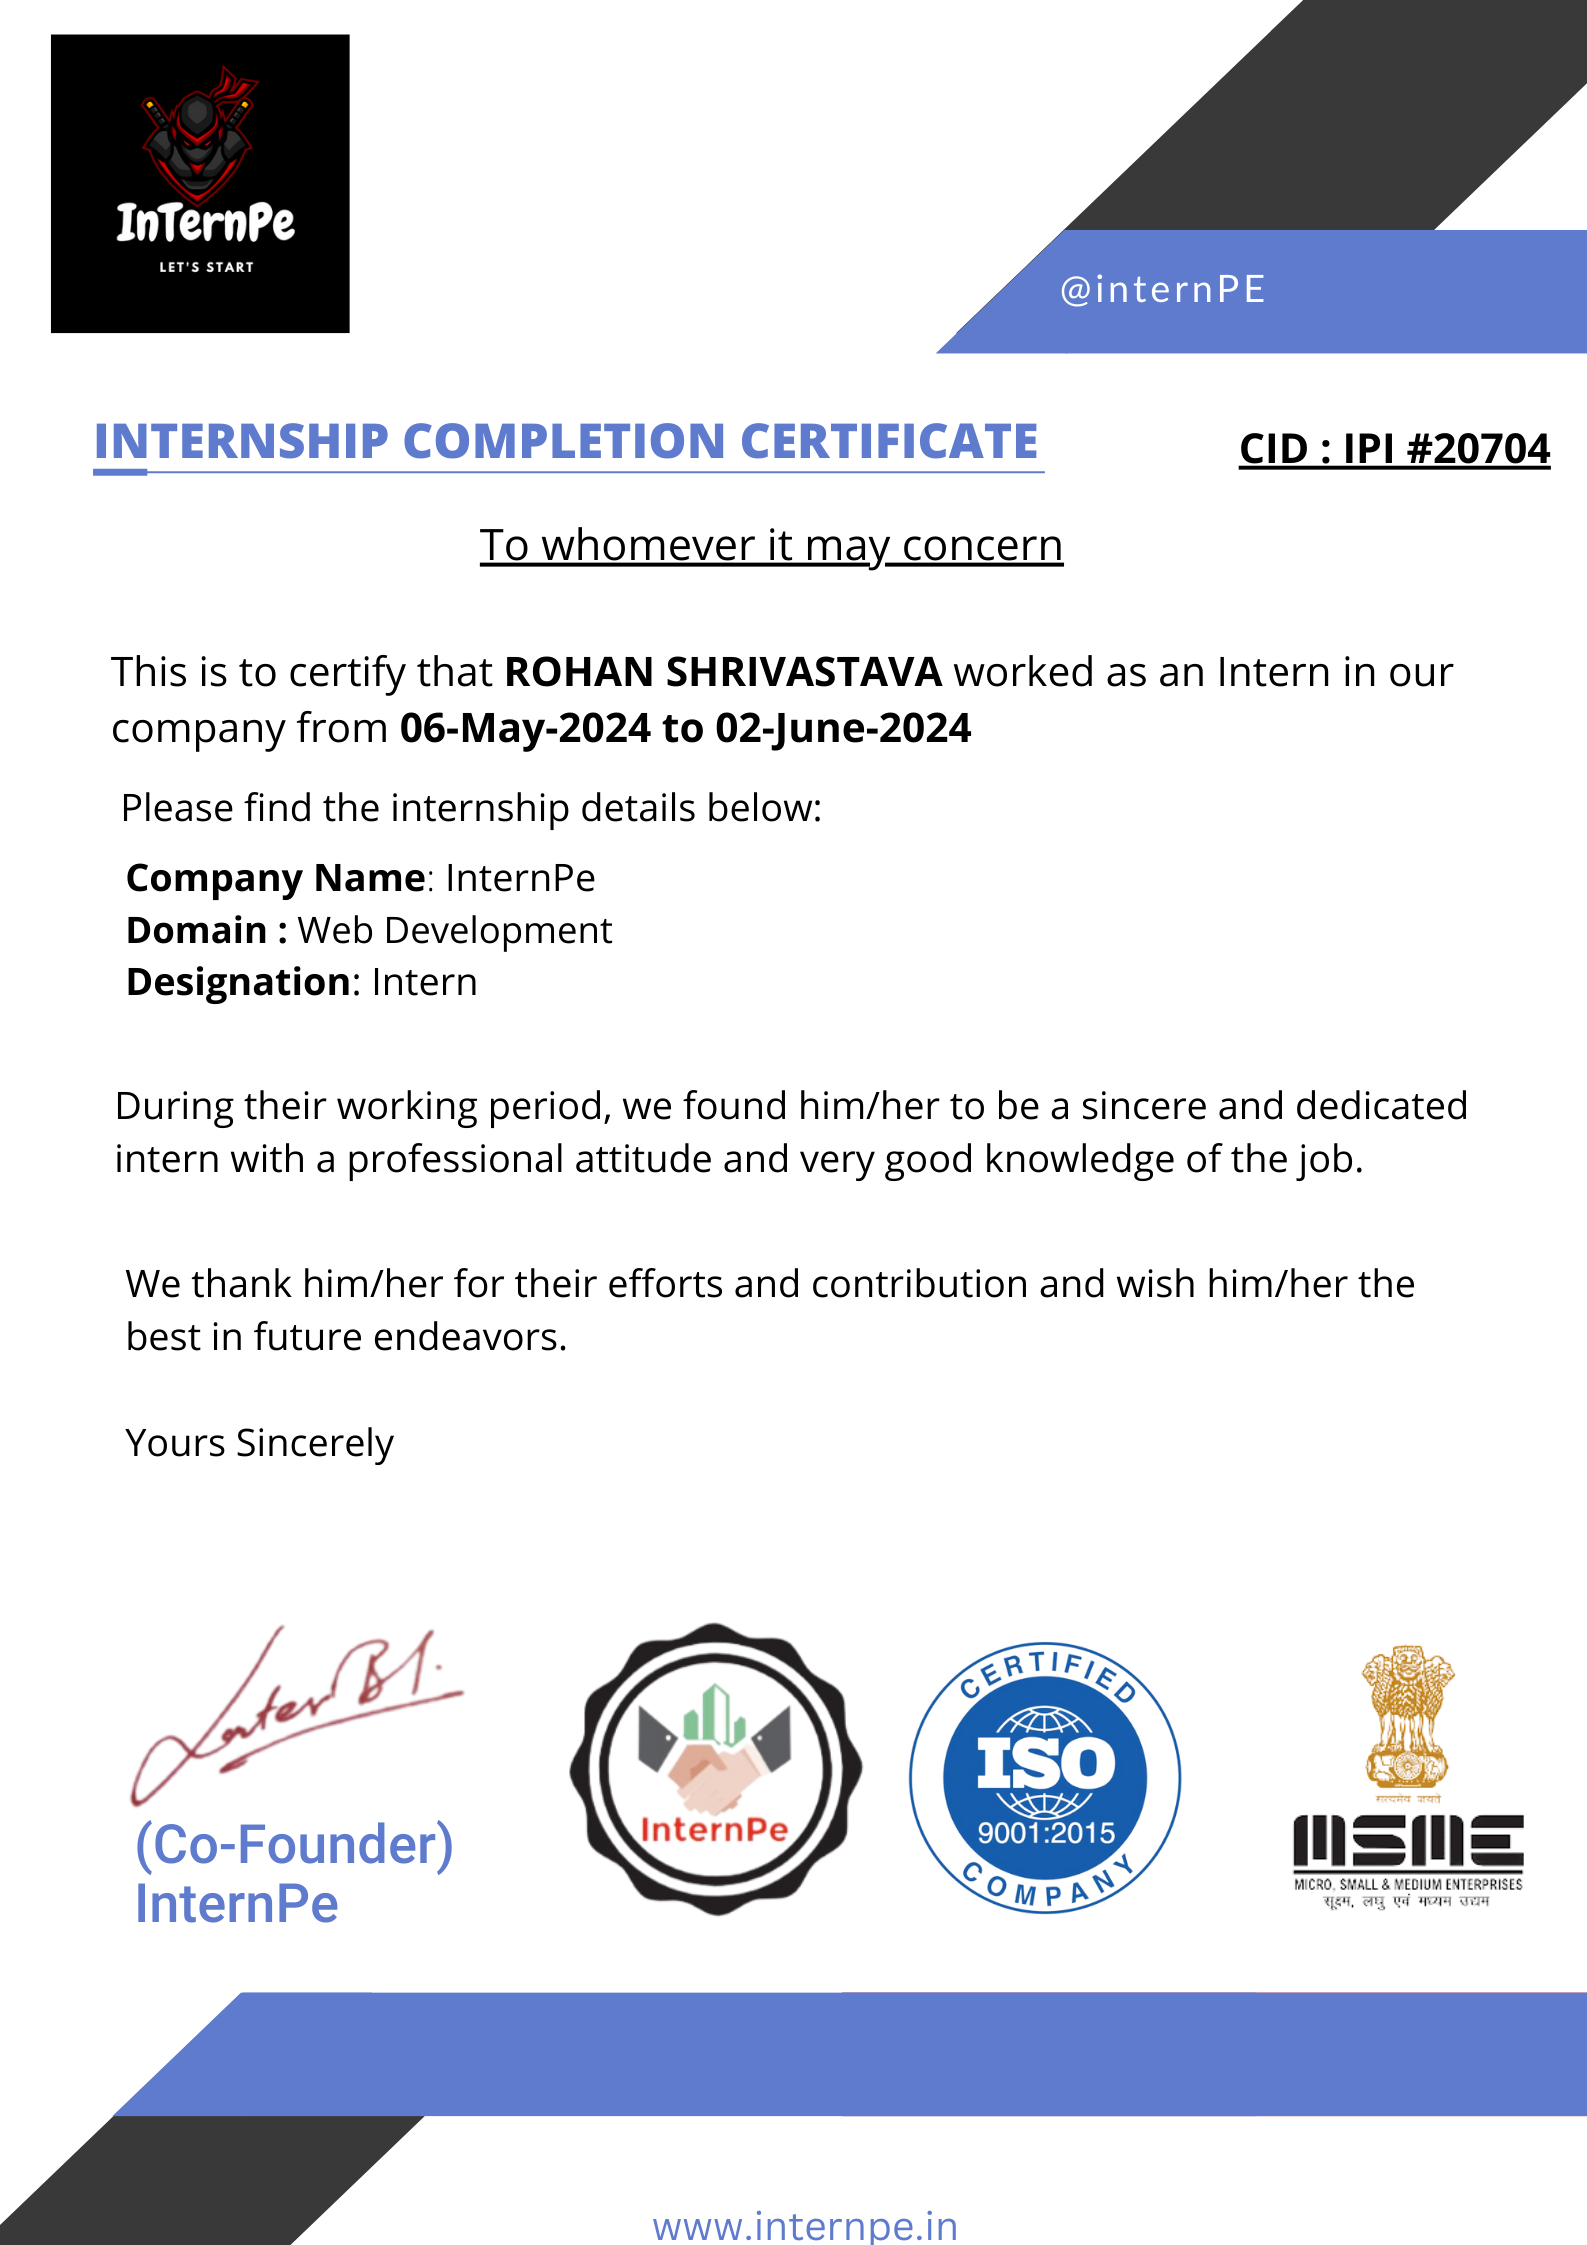 InTernPe
LET'S START
@internPE
INTERNSHIP COMPLETION CERTIFICATE
CID : IPI #20704
To whomever it may concern
This is to certify that ROHAN SHRIVASTAVA worked as an Intern in our
company from 06-May-2024 to 02-June-2024
Please find the internship details below:
Company Name: InternPe
Domain : Web Development
Designation: Intern
During their working period, we found him/her to be a sincere and dedicated
intern with a professional attitude and very good knowledge of the job.
We thank him/her for their efforts and contribution and wish him/her the
best in future endeavors.
Yours Sincerely
(Co-Founder)
InternPe
InternPe
CERTIFIED
ISO
9001:2015
COMPANY
सत्यमेव जयते
MSME
MICRO, SMALL & MEDIUM ENTERPRISES
सूक्ष्म, लघु एवं मध्यम उद्यम
www.internpe.in